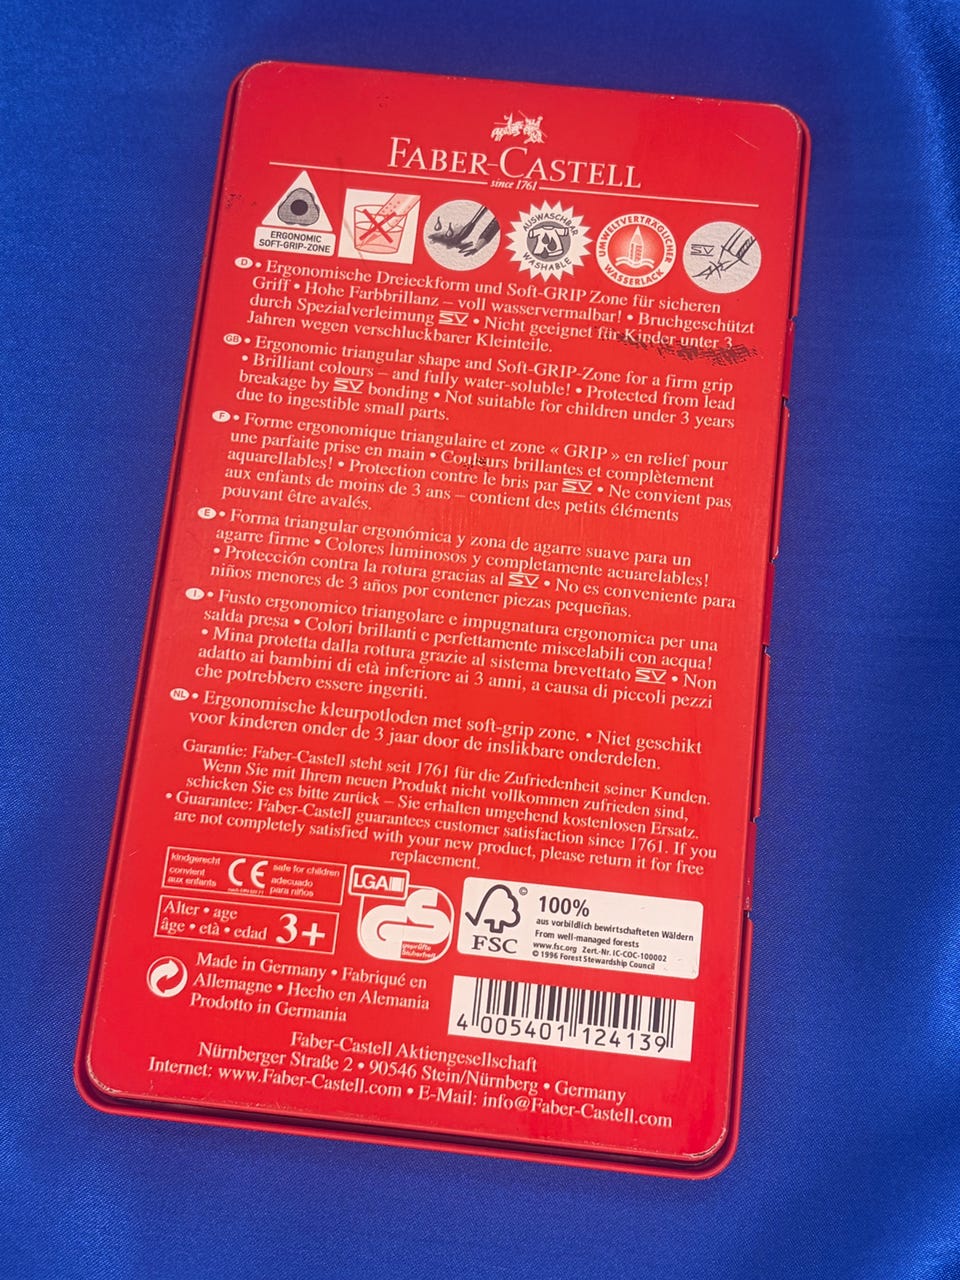 FABER-CASTELL
since 1761
ERGONOMIC
SOFT-GRIP-ZONE
AUSWASCHBAR
WASHABLE
UMWELTVERTRÄGLICHER
WASSERLACK
SV
D • Ergonomische Dreieckform und Soft-GRIP Zone für sicheren
Griff • Hohe Farbbrillanz – voll wasservermalbar! • Bruchgeschützt
durch Spezialverleimung SV • Nicht geeignet für Kinder unter 3
Jahren wegen verschluckbarer Kleinteile.
GB • Ergonomic triangular shape and Soft-GRIP-Zone for a firm grip
• Brilliant colours – and fully water-soluble! • Protected from lead
breakage by SV bonding • Not suitable for children under 3 years
due to ingestible small parts.
F • Forme ergonomique triangulaire et zone « GRIP » en relief pour
une parfaite prise en main • Couleurs brillantes et complètement
aquarellables! • Protection contre le bris par SV • Ne convient pas
aux enfants de moins de 3 ans – contient des petits éléments
pouvant être avalés.
E • Forma triangular ergonómica y zona de agarre suave para un
agarre firme • Colores luminosos y completamente acuarelables!
• Protección contra la rotura gracias al SV • No es conveniente para
niños menores de 3 años por contener piezas pequeñas.
I • Fusto ergonomico triangolare e impugnatura ergonomica per una
salda presa • Colori brillanti e perfettamente miscelabili con acqua!
• Mina protetta dalla rottura grazie al sistema brevettato SV • Non
adatto ai bambini di età inferiore ai 3 anni, a causa di piccoli pezzi
che potrebbero essere ingeriti.
NL • Ergonomische kleurpotloden met soft-grip zone. • Niet geschikt
voor kinderen onder de 3 jaar door de inslikbare onderdelen.
Garantie: Faber-Castell steht seit 1761 für die Zufriedenheit seiner Kunden.
Wenn Sie mit Ihrem neuen Produkt nicht vollkommen zufrieden sind,
schicken Sie es bitte zurück – Sie erhalten umgehend kostenlosen Ersatz.
• Guarantee: Faber-Castell guarantees customer satisfaction since 1761. If you
are not completely satisfied with your new product, please return it for free
replacement.
kindgerecht
convient
aux enfants
CE
safe for children
adecuado
para niños
Alter • age
âge • età • edad 3+
LGA
GS
geprüfte
Sicherheit
FSC
©
100%
aus vorbildlich bewirtschafteten Wäldern
From well-managed forests
www.fsc.org Zert.-Nr. IC-COC-100002
© 1996 Forest Stewardship Council
Made in Germany • Fabriqué en
Allemagne • Hecho en Alemania
Prodotto in Germania
4 005401 124139
Faber-Castell Aktiengesellschaft
Nürnberger Straße 2 • 90546 Stein/Nürnberg • Germany
Internet: www.Faber-Castell.com • E-Mail: info@Faber-Castell.com